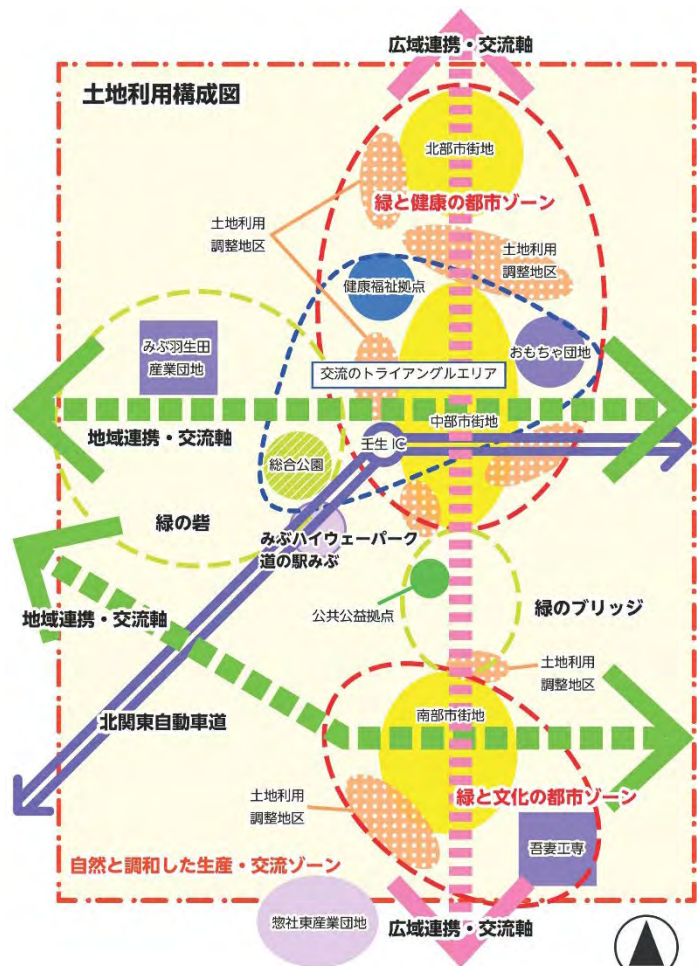 広域連携・交流軸
土地利用構成図
北部市街地
緑と健康の都市ゾーン
土地利用
調整地区
土地利用
調整地区
健康福祉拠点
みぶ羽生田
産業団地
おもちゃ団地
交流のトライアングルエリア
地域連携・交流軸
中部市街地
壬生IC
総合公園
緑の砦
みぶハイウェーパーク
道の駅みぶ
公共公益拠点
緑のブリッジ
地域連携・交流軸
土地利用
調整地区
北関東自動車道
南部市街地
土地利用
調整地区
緑と文化の都市ゾーン
吾妻工専
自然と調和した生産・交流ゾーン
惣社東産業団地
広域連携・交流軸